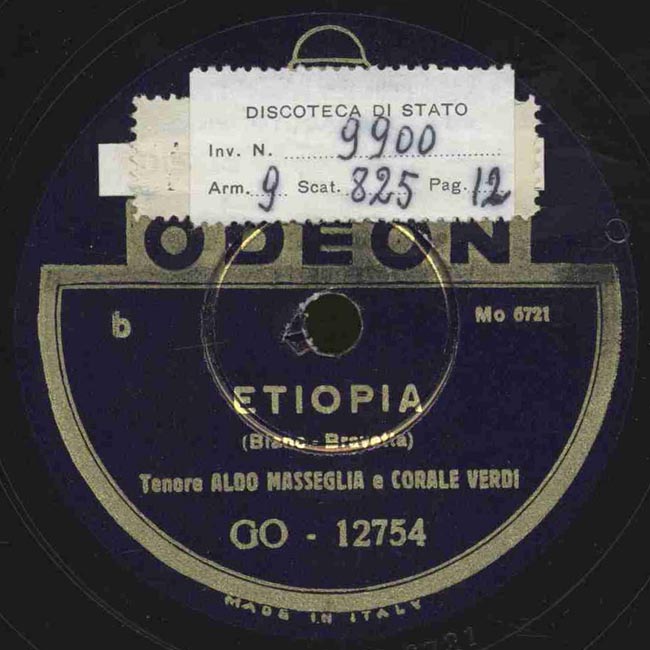 DISCOTECA DI STATO
Inv. N. 9900
Arm. 9 Scat. 825 Pag. 12
ODEON
b
Mo 6721
ETIOPIA
(Blanc - Bravetta)
Tenore ALDO MASSEGLIA e CORALE VERDI
GO - 12754
MADE IN ITALY